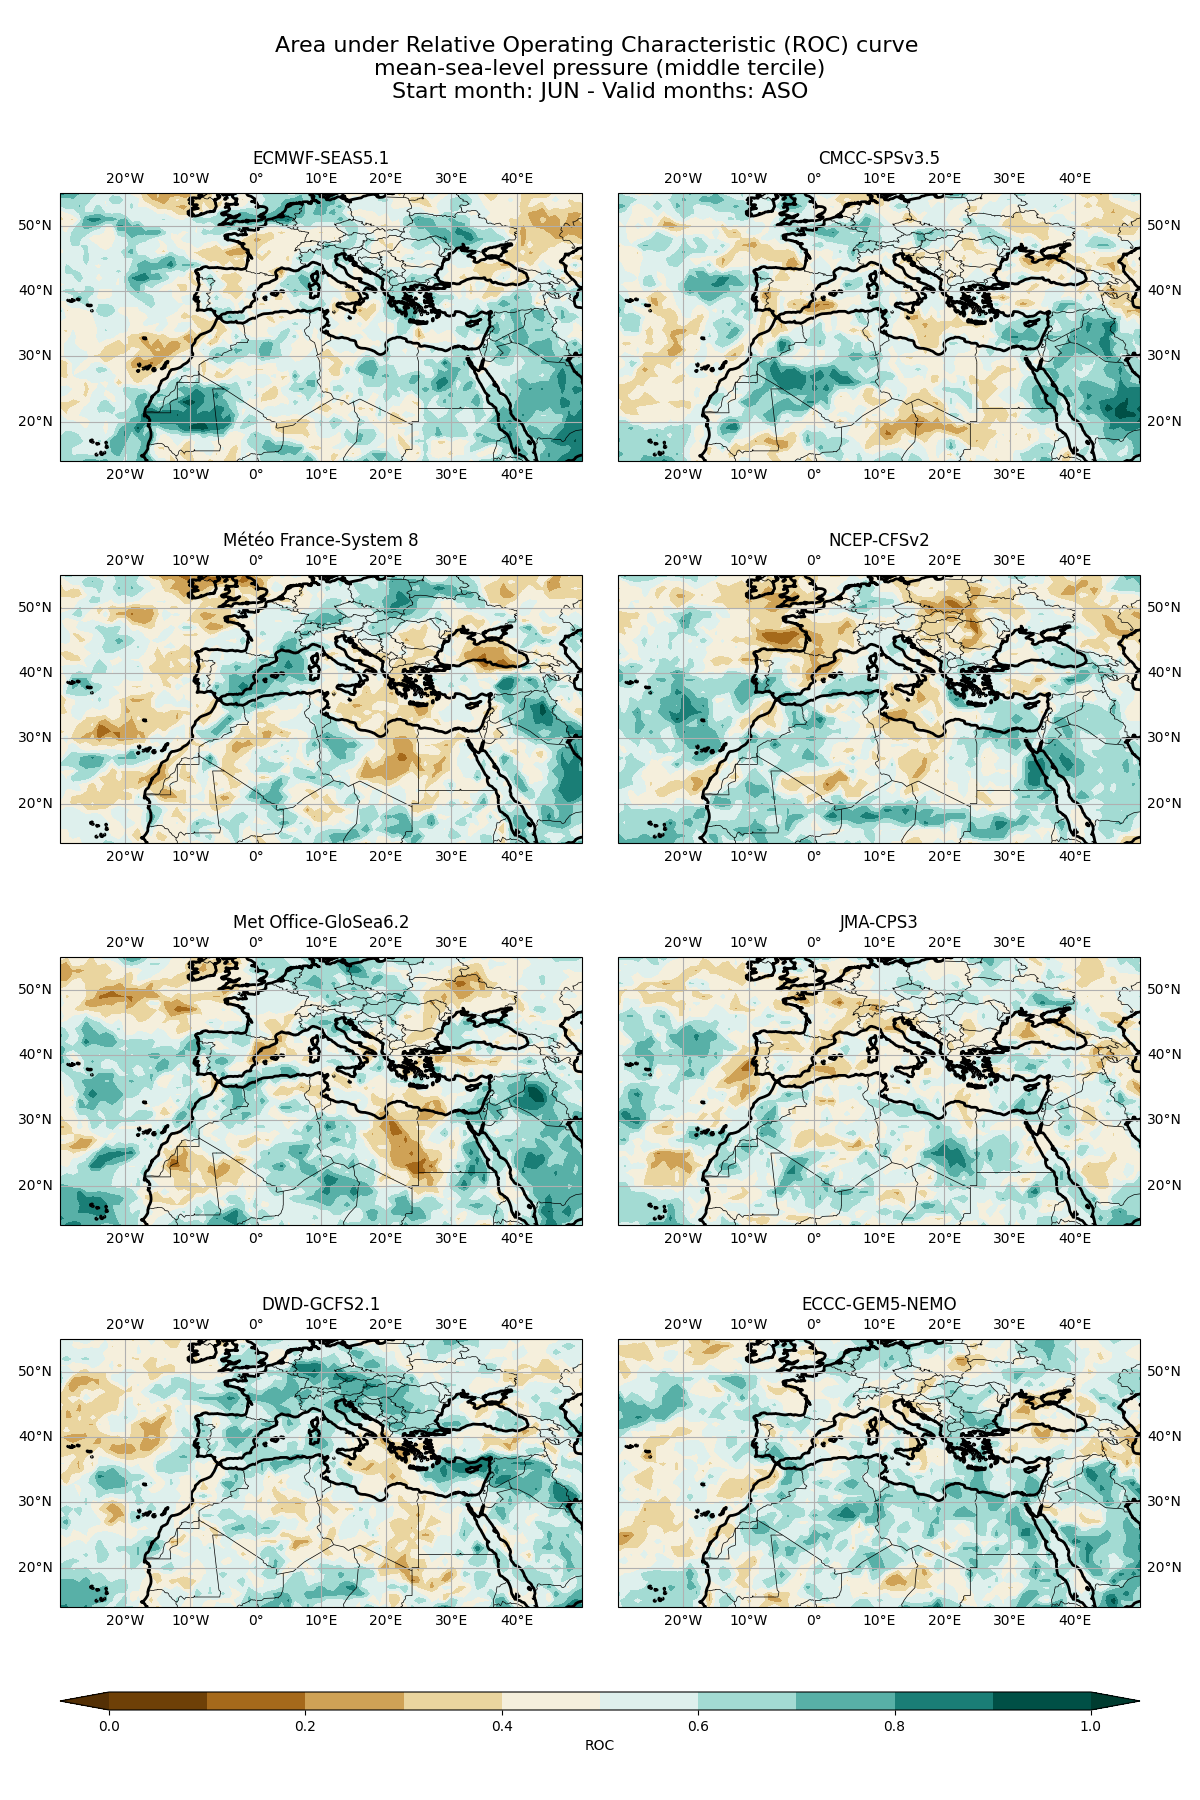 Area under Relative Operating Characteristic (ROC) curve
mean-sea-level pressure (middle tercile)
Start month: JUN - Valid months: ASO
ECMWF-SEAS5.1
20°W 10°W 0° 10°E 20°E 30°E 40°E
50°N
40°N
30°N
20°N
20°W 10°W 0° 10°E 20°E 30°E 40°E
CMCC-SPSv3.5
20°W 10°W 0° 10°E 20°E 30°E 40°E
50°N
40°N
30°N
20°N
20°W 10°W 0° 10°E 20°E 30°E 40°E
Météo France-System 8
20°W 10°W 0° 10°E 20°E 30°E 40°E
50°N
40°N
30°N
20°N
20°W 10°W 0° 10°E 20°E 30°E 40°E
NCEP-CFSv2
20°W 10°W 0° 10°E 20°E 30°E 40°E
50°N
40°N
30°N
20°N
20°W 10°W 0° 10°E 20°E 30°E 40°E
Met Office-GloSea6.2
20°W 10°W 0° 10°E 20°E 30°E 40°E
50°N
40°N
30°N
20°N
20°W 10°W 0° 10°E 20°E 30°E 40°E
JMA-CPS3
20°W 10°W 0° 10°E 20°E 30°E 40°E
50°N
40°N
30°N
20°N
20°W 10°W 0° 10°E 20°E 30°E 40°E
DWD-GCFS2.1
20°W 10°W 0° 10°E 20°E 30°E 40°E
50°N
40°N
30°N
20°N
20°W 10°W 0° 10°E 20°E 30°E 40°E
ECCC-GEM5-NEMO
20°W 10°W 0° 10°E 20°E 30°E 40°E
50°N
40°N
30°N
20°N
20°W 10°W 0° 10°E 20°E 30°E 40°E
0.0 0.2 0.4 0.6 0.8 1.0
ROC